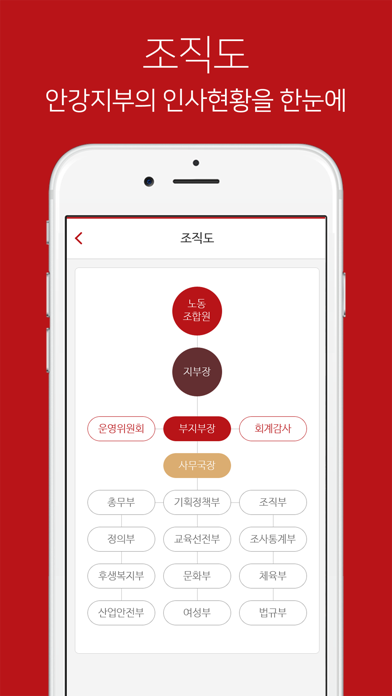 조직도
안강지부의 인사현황을 한눈에
조직도
노동
조합원
지부장
운영위원회 부지부장 회계감사
사무국장
총무부 기획정책부 조직부
정의부 교육선전부 조사통계부
후생복지부 문화부 체육부
산업안전부 여성부 법규부